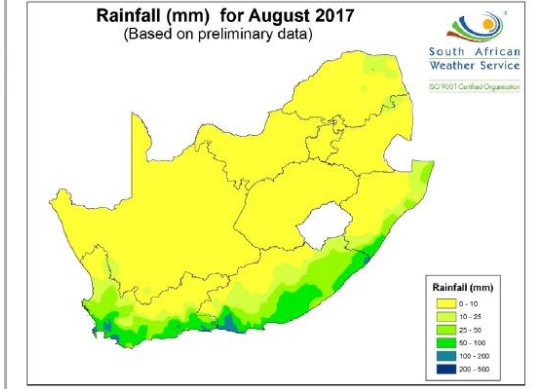 Rainfall (mm) for August 2017
(Based on preliminary data)
South African
Weather Service
ISO 9001 Certified Organisation
Rainfall (mm)
0 - 10
10 - 25
25 - 50
50 - 100
100 - 200
200 - 500